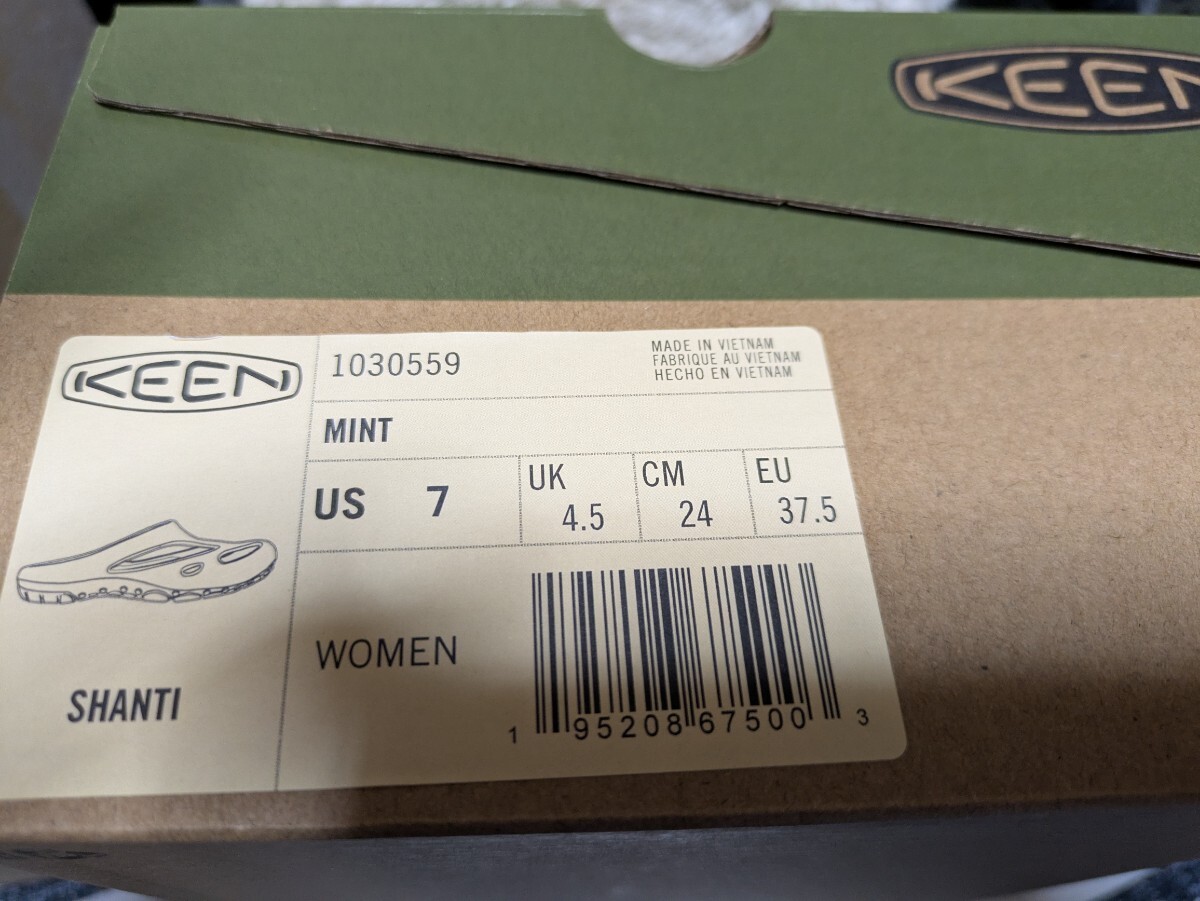 KEEN
KEEN
1030559
MADE IN VIETNAM
FABRIQUE AU VIETNAM
HECHO EN VIETNAM
MINT
US 7
UK 4.5
CM 24
EU 37.5
WOMEN
SHANTI
1 95208 67500 3